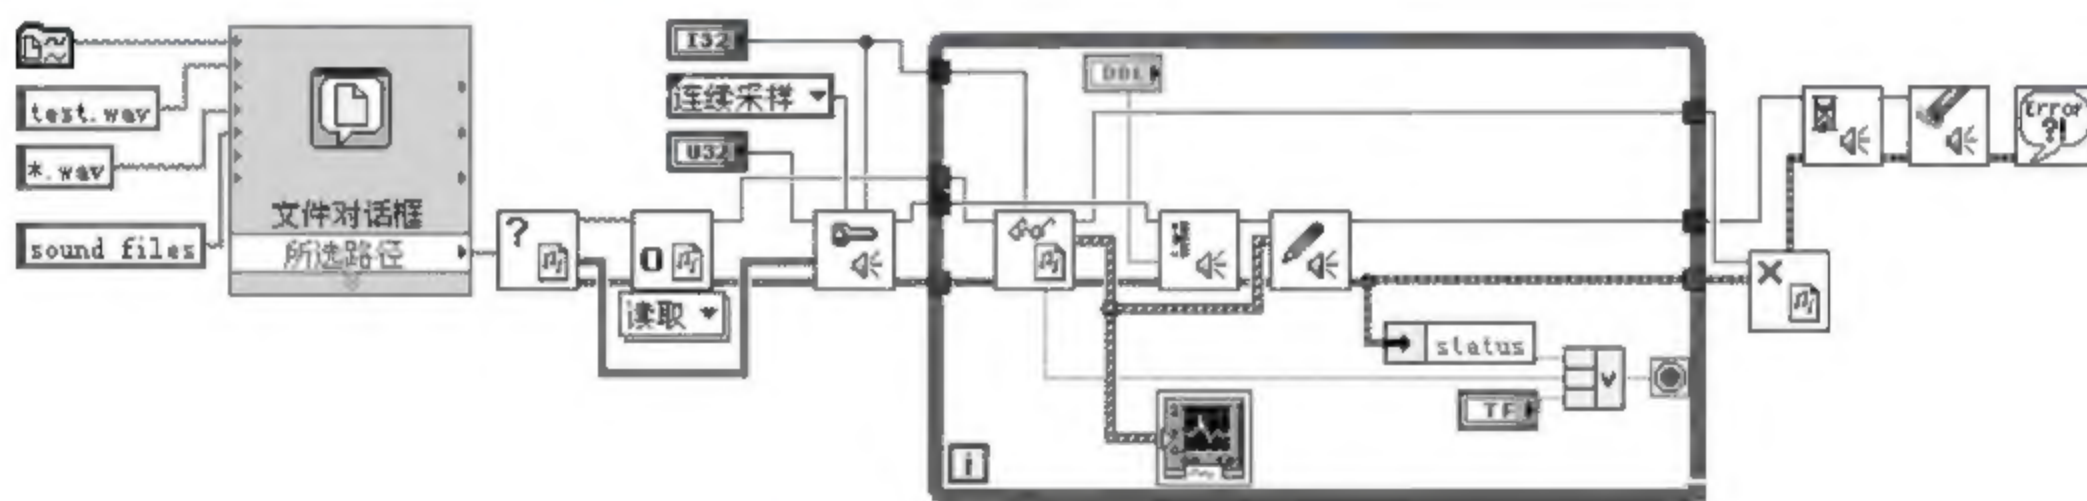 test.wav
*.wav
sound files
文件对话框
所选路径
?
O
读取
I32
连续采样
U32
DBL
i
status
V
TF
X
Error
?!